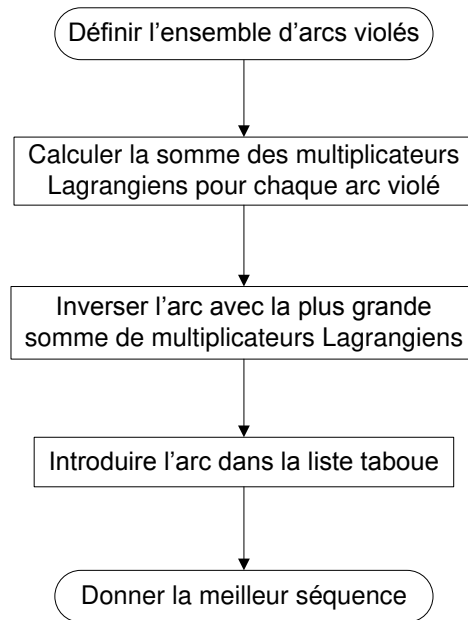 Définir l'ensemble d'arcs violés
Calculer la somme des multiplicateurs
Lagrangiens pour chaque arc violé
Inverser l'arc avec la plus grande
somme de multiplicateurs Lagrangiens
Introduire l'arc dans la liste taboue
Donner la meilleur séquence